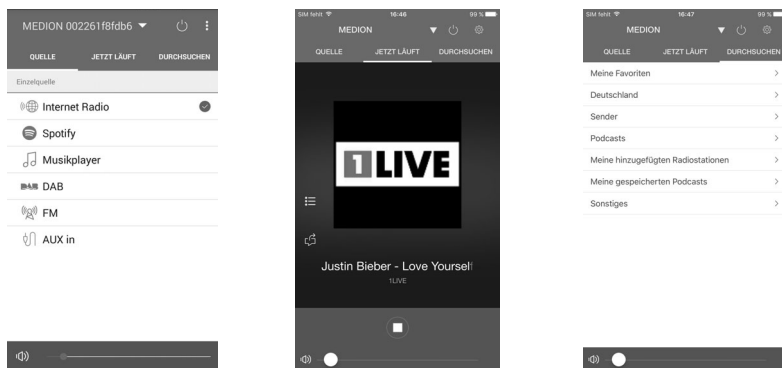 MEDION 002261f8fdb6
QUELLE JETZT LÄUFT DURCHSUCHEN
Einzelquelle
Internet Radio
Spotify
Musikplayer
DAB DAB
FM
AUX in
SIM fehlt 16:46 99 %
MEDION
QUELLE JETZT LÄUFT DURCHSUCHEN
1LIVE
Justin Bieber - Love Yoursel
1LIVE
SIM fehlt 16:47 99 %
MEDION
QUELLE JETZT LÄUFT DURCHSUCHEN
Meine Favoriten
Deutschland
Sender
Podcasts
Meine hinzugefügten Radiostationen
Meine gespeicherten Podcasts
Sonstiges